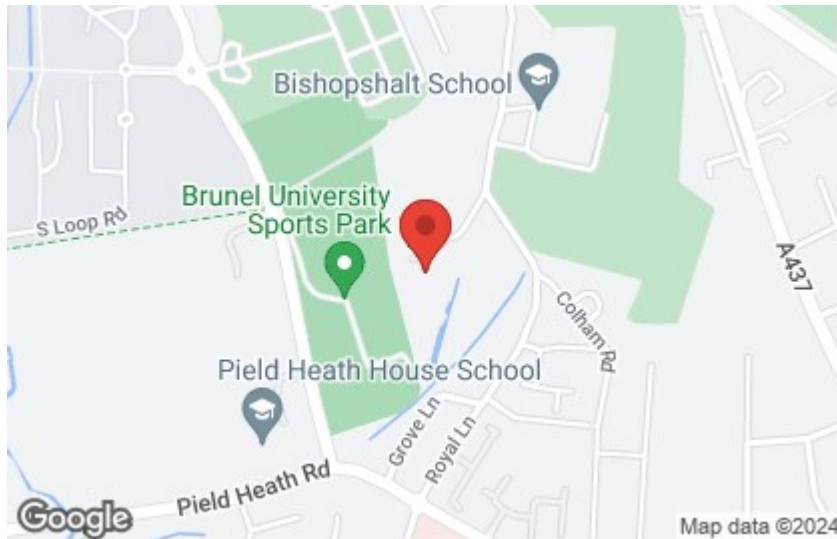 Bishopshalt School
Brunel University
Sports Park
S Loop Rd
A437
Colham Rd
Pield Heath House School
Grove Ln
Royal Ln
Pield Heath Rd
Google
Map data ©2024